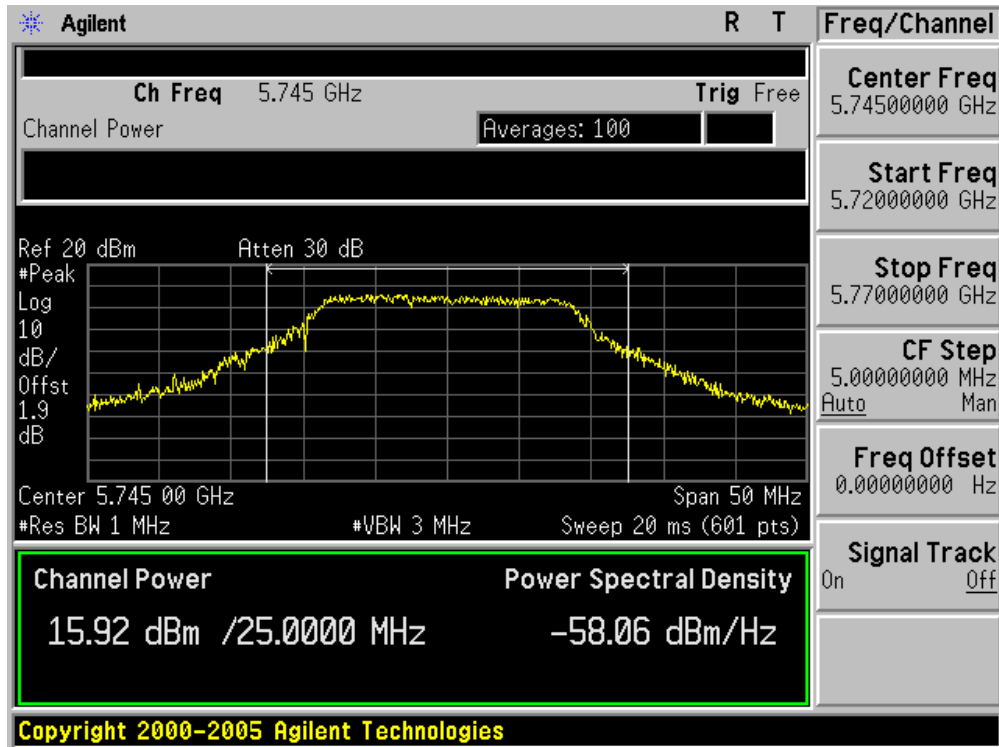 Agilent R T
Ch Freq 5.745 GHz Trig Free
Channel Power Averages: 100
Ref 20 dBm Atten 30 dB
#Peak
Log
10
dB/
Offst
1.9
dB
Center 5.745 00 GHz Span 50 MHz
#Res BW 1 MHz #VBW 3 MHz Sweep 20 ms (601 pts)
Channel Power Power Spectral Density
15.92 dBm /25.0000 MHz -58.06 dBm/Hz
Copyright 2000-2005 Agilent Technologies
Freq/Channel
Center Freq
5.74500000 GHz
Start Freq
5.72000000 GHz
Stop Freq
5.77000000 GHz
CF Step
5.00000000 MHz
Auto Man
Freq Offset
0.00000000 Hz
Signal Track
On Off